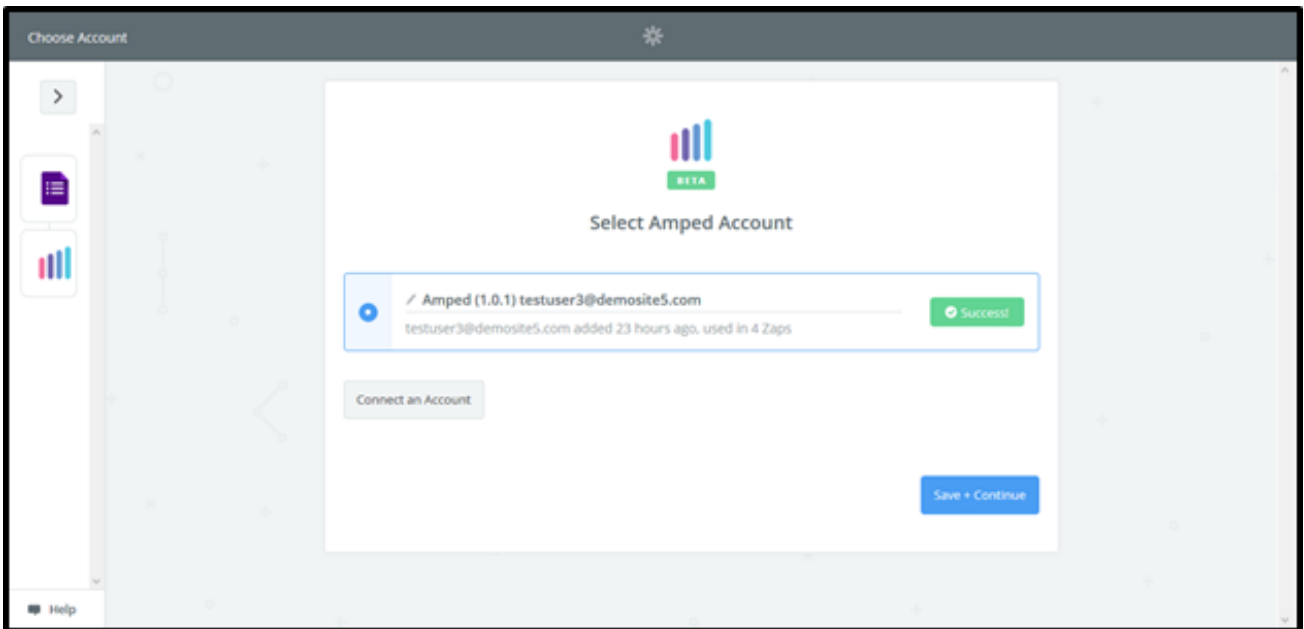 Choose Account
BETA
Select Amped Account
Amped (1.0.1) testuser3@demosite5.com
testuser3@demosite5.com added 23 hours ago, used in 4 Zaps
Success!
Connect an Account
Save + Continue
Help